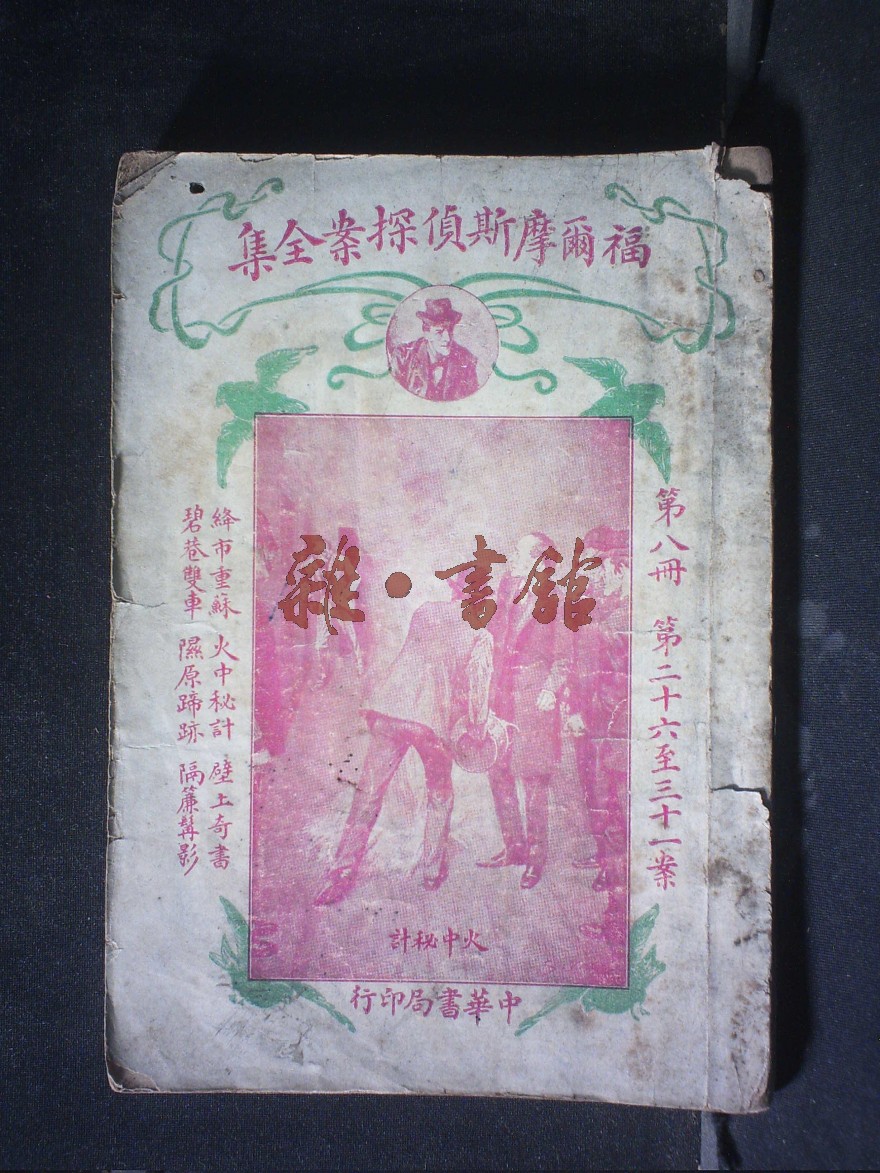 福爾摩斯偵探案全集
第八冊 第二十六至三十一案
絳市重蘇 火中秘計 壁上奇書
碧巷雙車 隰原蹄跡 隔簾髯影
雜·書館
火中秘計
中華書局印行